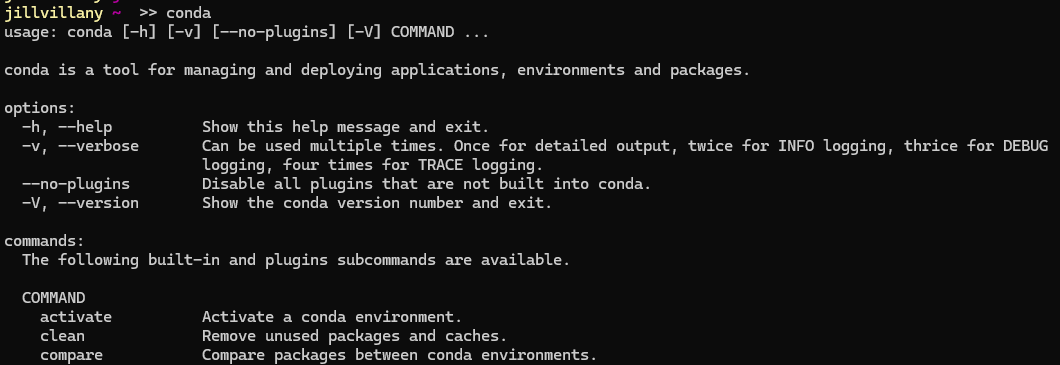 jillvillany ~ >> conda
usage: conda [-h] [-v] [--no-plugins] [-V] COMMAND ...
conda is a tool for managing and deploying applications, environments and packages.
options:
-h, --help Show this help message and exit.
-v, --verbose Can be used multiple times. Once for detailed output, twice for INFO logging, thrice for DEBUG
logging, four times for TRACE logging.
--no-plugins Disable all plugins that are not built into conda.
-V, --version Show the conda version number and exit.
commands:
The following built-in and plugins subcommands are available.
COMMAND
activate Activate a conda environment.
clean Remove unused packages and caches.
compare Compare packages between conda environments.